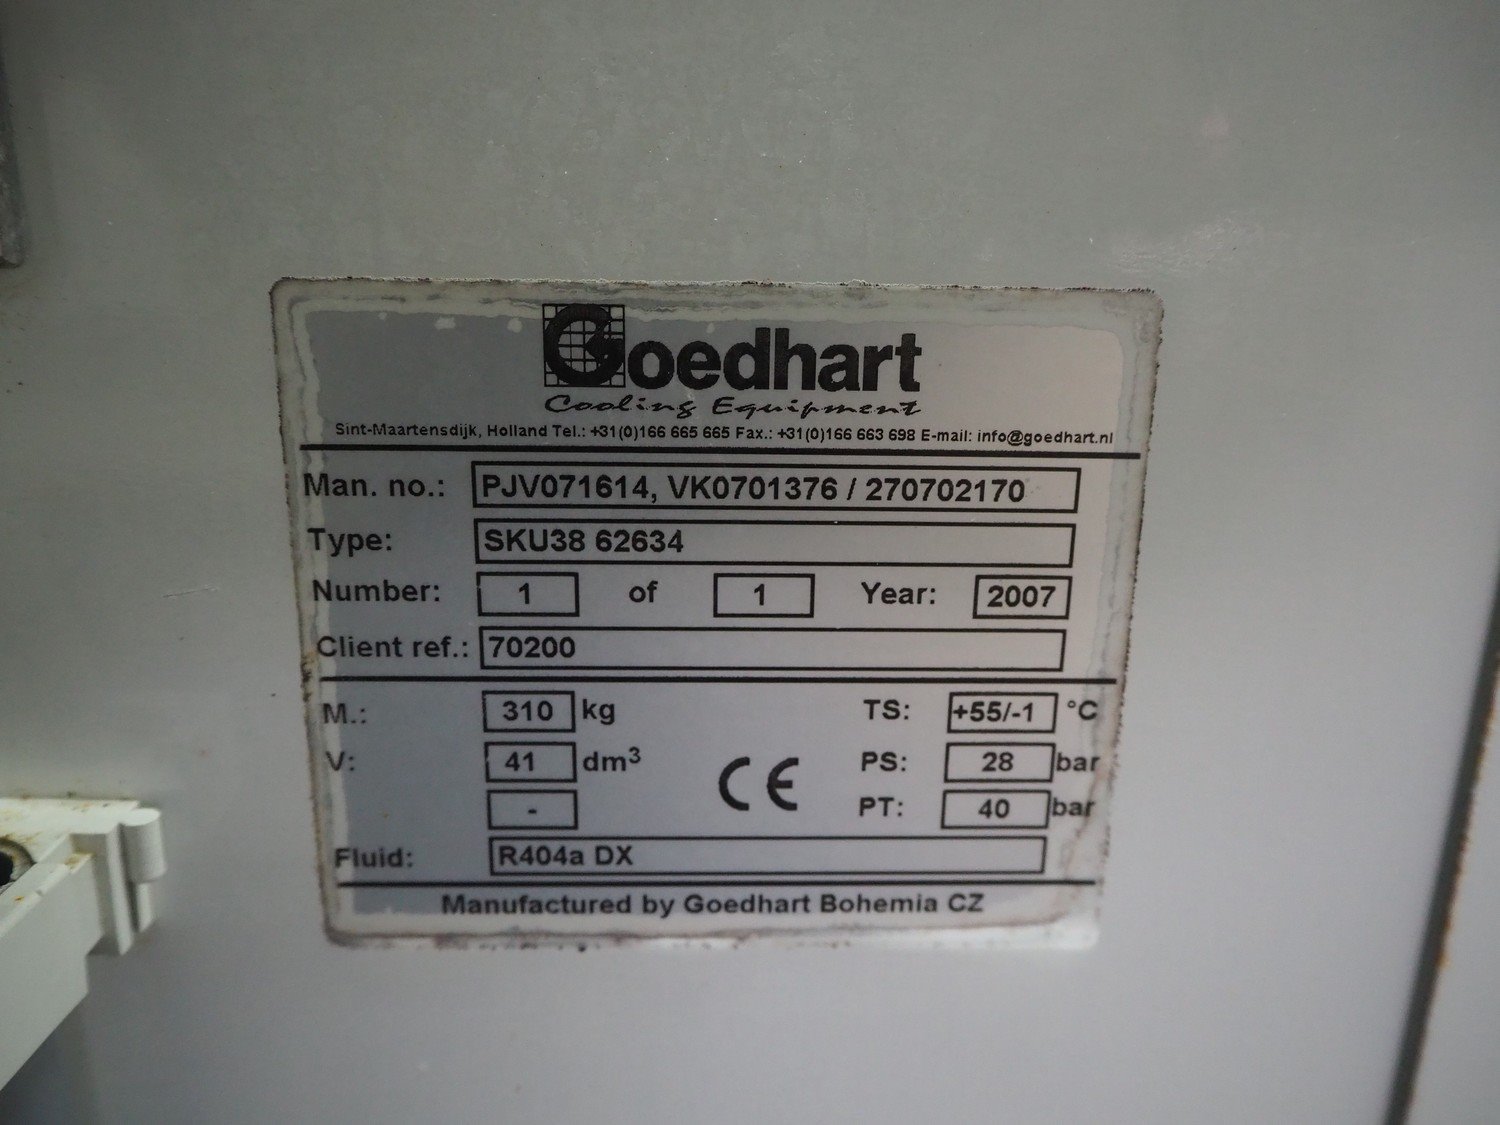 Goedhart
Cooling Equipment
Sint-Maartensdijk, Holland Tel.: +31(0)166 665 665 Fax.: +31(0)166 663 698 E-mail: info@goedhart.nl
Man. no.: PJV071614, VK0701376 / 270702170
Type: SKU38 62634
Number: 1 of 1 Year: 2007
Client ref.: 70200
M.: 310 kg TS: +55/-1 °C
V: 41 dm³ CE PS: 28 bar
- PT: 40 bar
Fluid: R404a DX
Manufactured by Goedhart Bohemia CZ